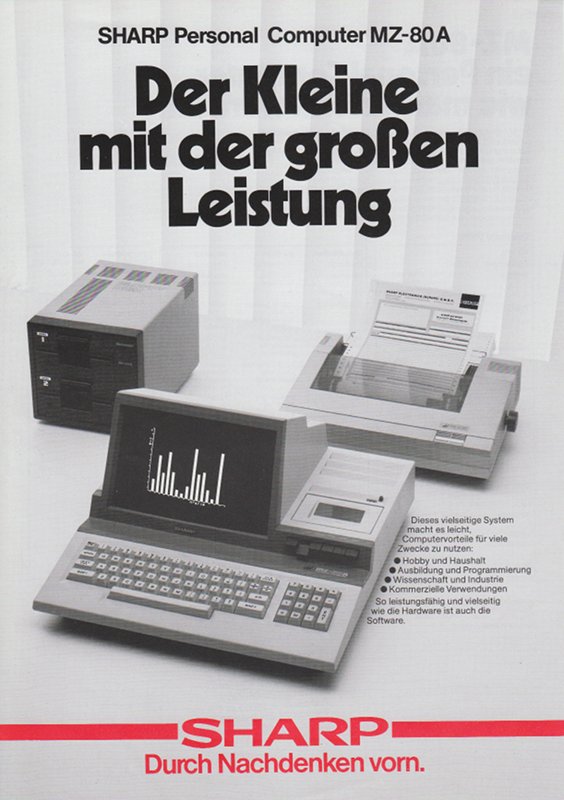 SHARP Personal Computer MZ-80A
Der Kleine
mit der großen
Leistung
Dieses vielseitige System
macht es leicht,
Computervorteile für viele
Zwecke zu nutzen:
● Hobby und Haushalt
● Ausbildung und Programmierung
● Wissenschaft und Industrie
● Kommerzielle Verwendungen
So leistungsfähig und vielseitig
wie die Hardware ist auch die
Software.
SHARP
SHARP
Durch Nachdenken vorn.